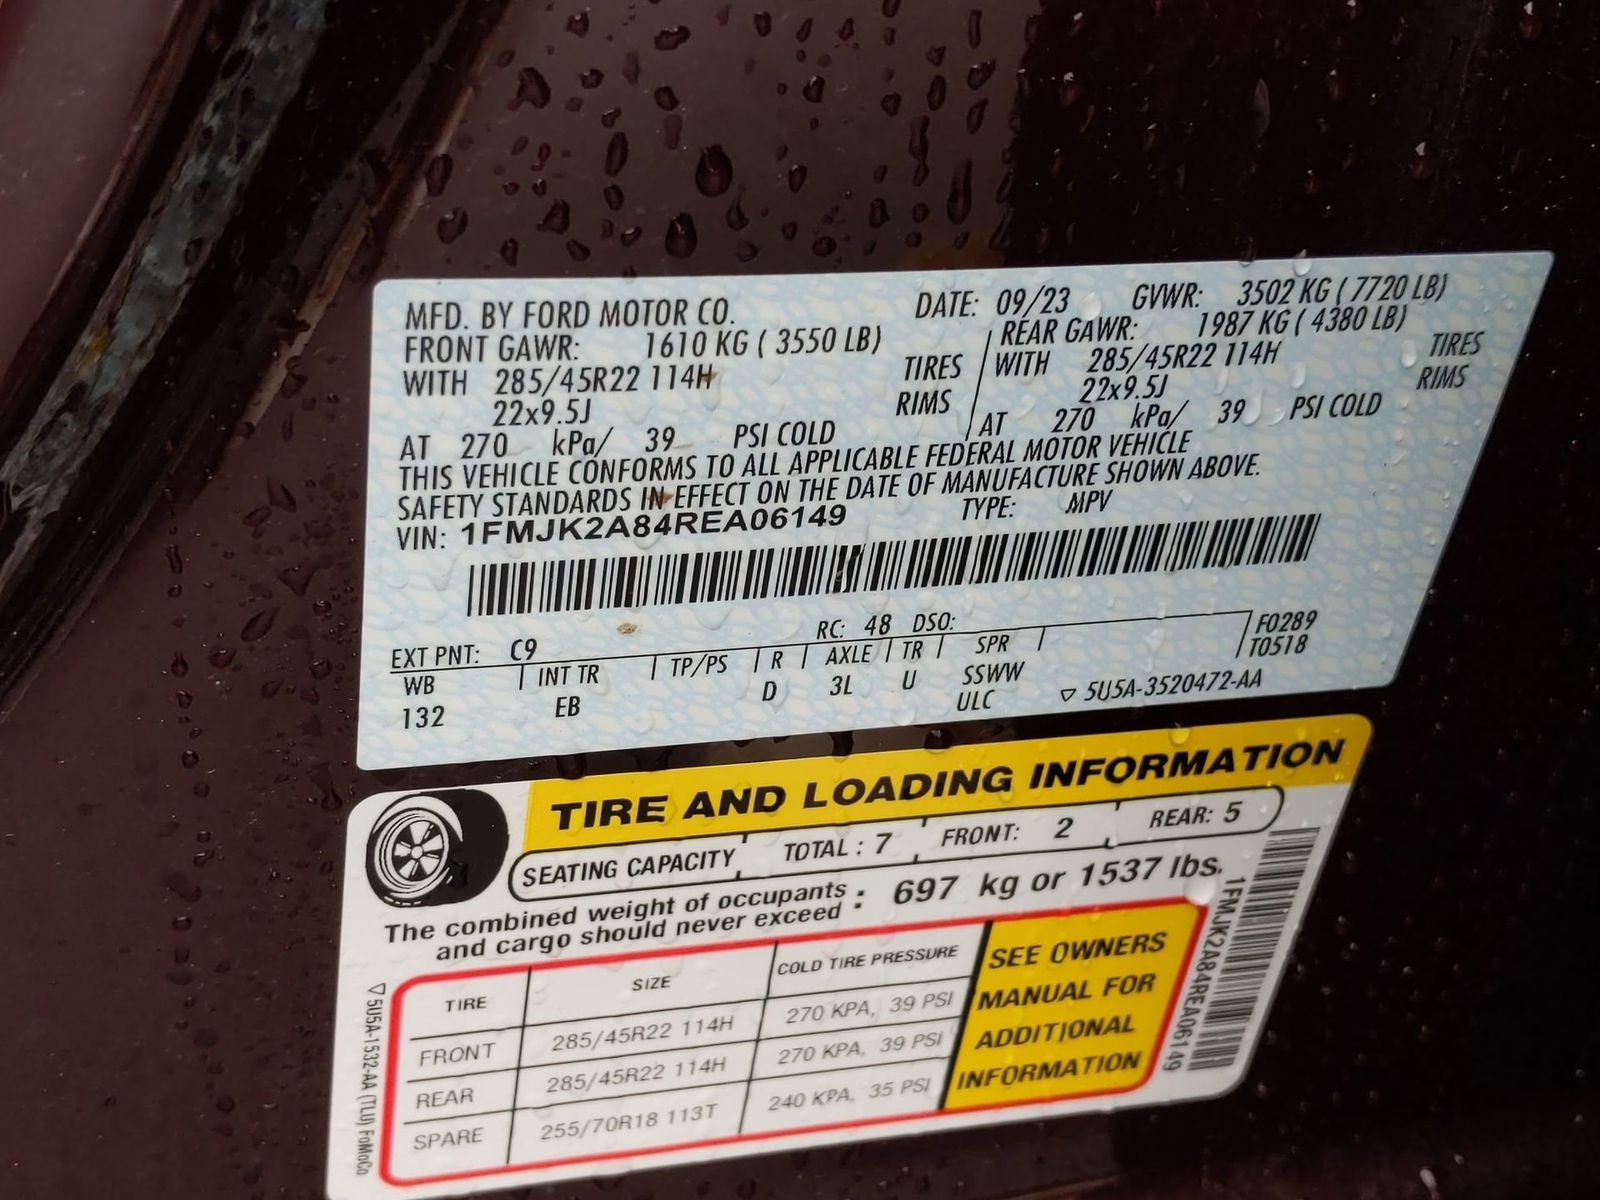 MFD. BY FORD MOTOR CO. DATE: 09/23 GVWR: 3502 KG ( 7720 LB)
FRONT GAWR: 1610 KG ( 3550 LB) REAR GAWR: 1987 KG ( 4380 LB)
WITH 285/45R22 114H TIRES WITH 285/45R22 114H TIRES
22x9.5J RIMS 22x9.5J RIMS
AT 270 kPa/ 39 PSI COLD AT 270 kPa/ 39 PSI COLD
THIS VEHICLE CONFORMS TO ALL APPLICABLE FEDERAL MOTOR VEHICLE
SAFETY STANDARDS IN EFFECT ON THE DATE OF MANUFACTURE SHOWN ABOVE.
VIN: 1FMJK2A84REA06149 TYPE: MPV
EXT PNT: C9 RC: 48 DSO: F0289
WB INT TR TP/PS R AXLE TR SPR T0518
132 EB D 3L U SSWW
ULC 5U5A-3520472-AA
TIRE AND LOADING INFORMATION
SEATING CAPACITY TOTAL : 7 FRONT: 2 REAR: 5
The combined weight of occupants
and cargo should never exceed : 697 kg or 1537 lbs.
TIRE SIZE COLD TIRE PRESSURE
FRONT 285/45R22 114H 270 KPA, 39 PSI
REAR 285/45R22 114H 270 KPA, 39 PSI
SPARE 255/70R18 113T 240 KPA, 35 PSI
SEE OWNERS
MANUAL FOR
ADDITIONAL
INFORMATION
1FMJK2A84REA06149
5U5A-1532-AA (TLU) FoMoCo